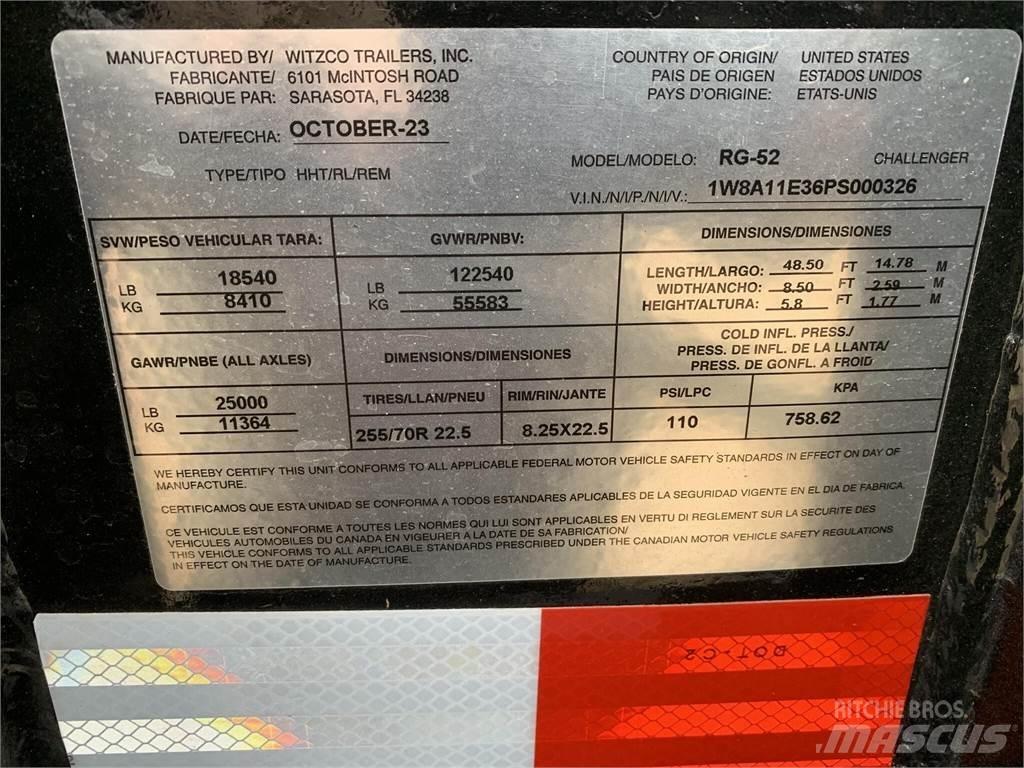 MANUFACTURED BY/ WITZCO TRAILERS, INC.
FABRICANTE/ 6101 McINTOSH ROAD
FABRIQUE PAR: SARASOTA, FL 34238
COUNTRY OF ORIGIN/ UNITED STATES
PAIS DE ORIGEN ESTADOS UNIDOS
PAYS D'ORIGINE: ETATS-UNIS
DATE/FECHA: OCTOBER-23
MODEL/MODELO: RG-52 CHALLENGER
TYPE/TIPO HHT/RL/REM
V.I.N./N/I/P./N/I/V.: 1W8A11E36PS000326
SVW/PESO VEHICULAR TARA:
LB 18540
KG 8410
GVWR/PNBV:
LB 122540
KG 55583
DIMENSIONS/DIMENSIONES
LENGTH/LARGO: 48.50 FT 14.78 M
WIDTH/ANCHO: 8.50 FT 2.59 M
HEIGHT/ALTURA: 5.8 FT 1.77 M
GAWR/PNBE (ALL AXLES)
LB 25000
KG 11364
DIMENSIONS/DIMENSIONES
TIRES/LLAN/PNEU RIM/RIN/JANTE
255/70R 22.5 8.25X22.5
COLD INFL. PRESS./
PRESS. DE INFL. DE LA LLANTA/
PRESS. DE GONFL. A FROID
PSI/LPC KPA
110 758.62
WE HEREBY CERTIFY THIS UNIT CONFORMS TO ALL APPLICABLE FEDERAL MOTOR VEHICLE SAFETY STANDARDS IN EFFECT ON DAY OF
MANUFACTURE.
CERTIFICAMOS QUE ESTA UNIDAD SE CONFORMA A TODOS ESTANDARES APLICABLES DE LA SEGURIDAD VIGENTE EN EL DIA DE FABRICA.
CE VEHICULE EST CONFORME A TOUTES LES NORMES QUI LUI SONT APPLICABLES EN VERTU DI REGLEMENT SUR LA SECURITE DES
VEHICULES AUTOMOBILES DU CANADA EN VIGEURER A LA DATE DE SA FABRICATION/
THIS VEHICLE CONFORMS TO ALL APPLICABLE STANDARDS PRESCRIBED UNDER THE CANADIAN MOTOR VEHICLE SAFETY REGULATIONS
IN EFFECT ON THE DATE OF MANUFACTURE.
DOT-C2
RITCHIE BROS.
MASCUS